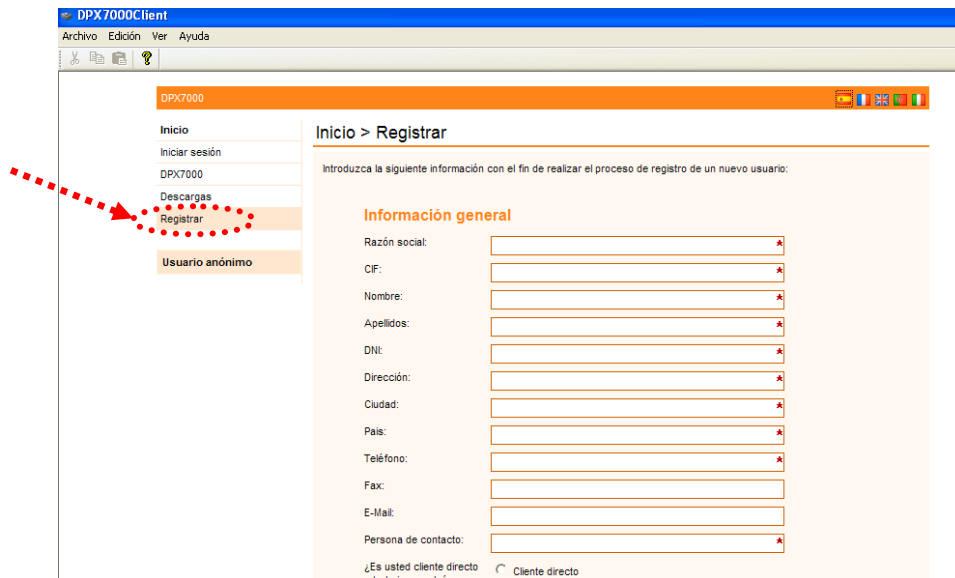 DPX7000Client
Archivo Edición Ver Ayuda
DPX7000
Inicio
Iniciar sesión
DPX7000
Descargas
Registrar
Usuario anónimo
Inicio > Registrar
Introduzca la siguiente información con el fin de realizar el proceso de registro de un nuevo usuario:
Información general
Razón social: *
CIF: *
Nombre: *
Apellidos: *
DNI: *
Dirección: *
Ciudad: *
Pais: *
Teléfono: *
Fax:
E-Mail:
Persona de contacto: *
¿Es usted cliente directo
Cliente directo